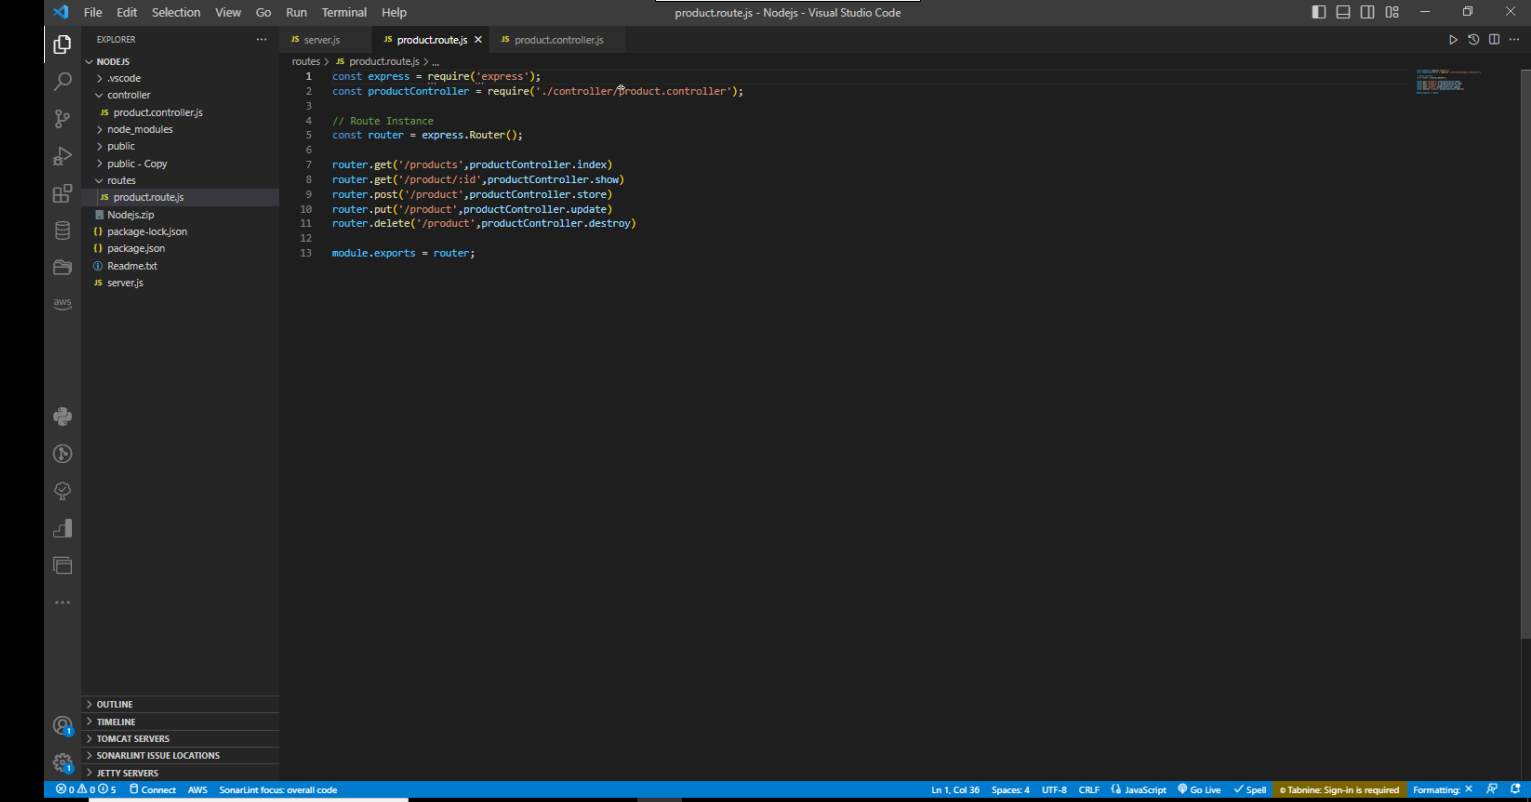 File Edit Selection View Go Run Terminal Help
product.route.js - Nodejs - Visual Studio Code
EXPLORER
NODEJS
.vscode
controller
JS product.controller.js
node_modules
public
public - Copy
routes
JS product.route.js
Nodejs.zip
{} package-lock.json
{} package.json
Readme.txt
JS server.js
OUTLINE
TIMELINE
TOMCAT SERVERS
SONARLINT ISSUE LOCATIONS
JETTY SERVERS
aws
1
1
JS server.js JS product.route.js JS product.controller.js
routes > JS product.route.js > ...
1 const express = require('express');
2 const productController = require('./controller/product.controller');
3
4 // Route Instance
5 const router = express.Router();
6
7 router.get('/products',productController.index)
8 router.get('/product/:id',productController.show)
9 router.post('/product',productController.store)
10 router.put('/product',productController.update)
11 router.delete('/product',productController.destroy)
12
13 module.exports = router;
0 0 5 Connect AWS SonarLint focus: overall code Ln 1, Col 36 Spaces: 4 UTF-8 CRLF JavaScript Go Live Spell Tabnine: Sign-in is required Formatting: ×